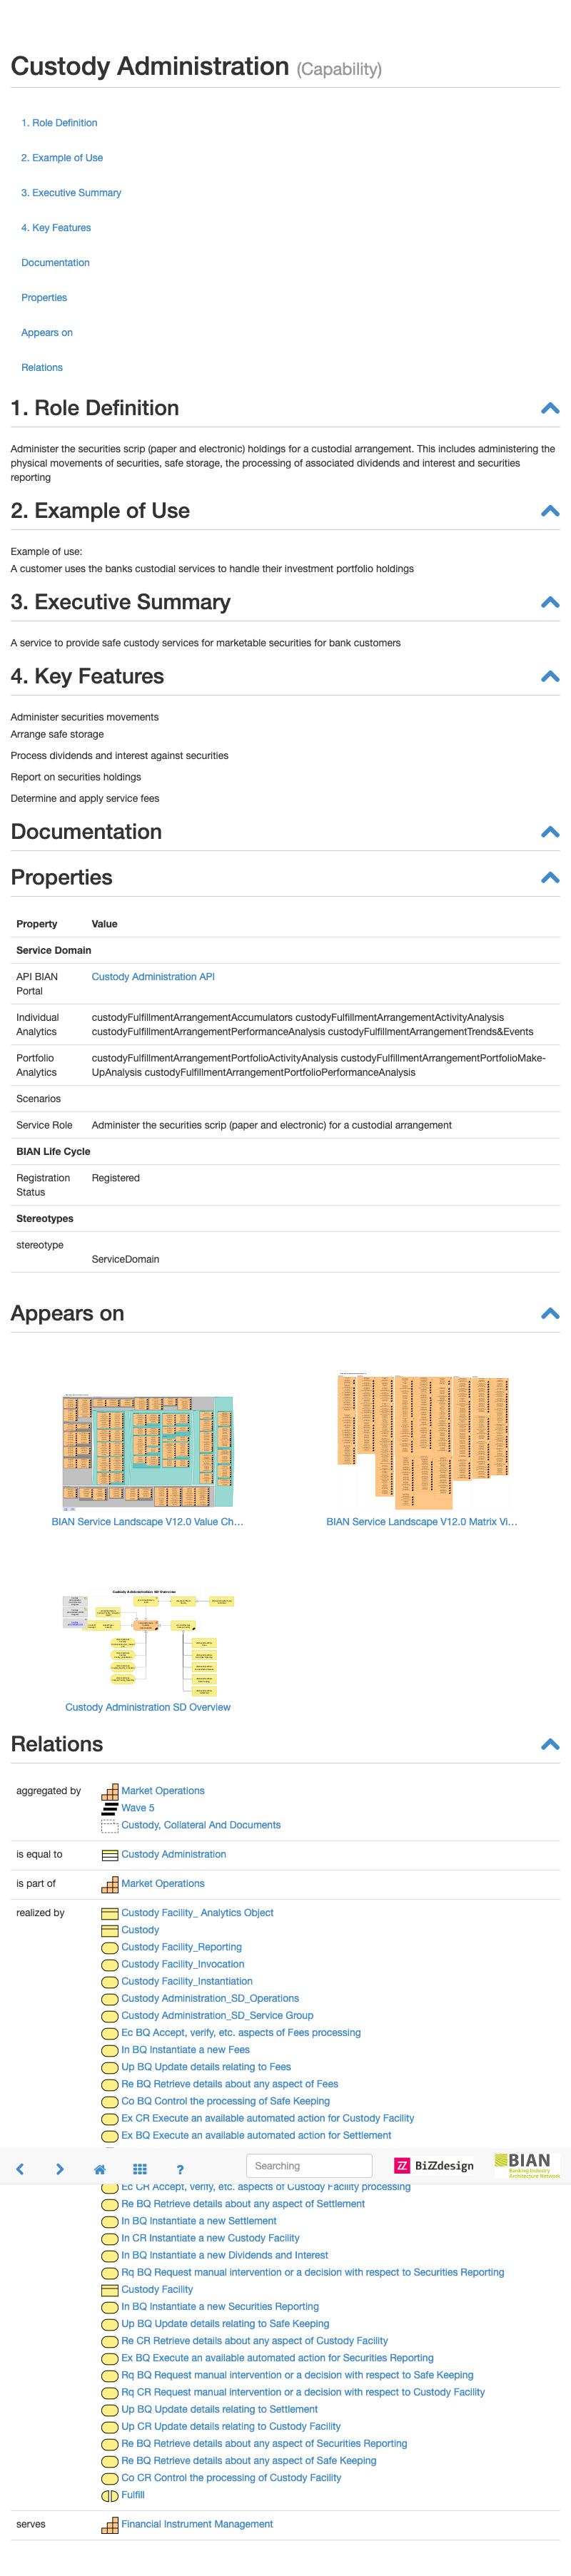 Custody Administration (Capability)
1. Role Definition
2. Example of Use
3. Executive Summary
4. Key Features
Documentation
Properties
Appears on
Relations
1. Role Definition
Administer the securities scrip (paper and electronic) holdings for a custodial arrangement. This includes administering the
physical movements of securities, safe storage, the processing of associated dividends and interest and securities
reporting
2. Example of Use
Example of use:
A customer uses the banks custodial services to handle their investment portfolio holdings
3. Executive Summary
A service to provide safe custody services for marketable securities for bank customers
4. Key Features
Administer securities movements
Arrange safe storage
Process dividends and interest against securities
Report on securities holdings
Determine and apply service fees
Documentation
Properties
Property Value
Service Domain
API BIAN Custody Administration API
Portal
Individual custodyFulfillmentArrangementAccumulators custodyFulfillmentArrangementActivityAnalysis
Analytics custodyFulfillmentArrangementPerformanceAnalysis custodyFulfillmentArrangementTrends&Events
Portfolio custodyFulfillmentArrangementPortfolioActivityAnalysis custodyFulfillmentArrangementPortfolioMake-
Analytics UpAnalysis custodyFulfillmentArrangementPortfolioPerformanceAnalysis
Scenarios
Service Role Administer the securities scrip (paper and electronic) for a custodial arrangement
BIAN Life Cycle
Registration Registered
Status
Stereotypes
stereotype
ServiceDomain
Appears on
BIAN Service Landscape V12.0 Value Ch...
BIAN Service Landscape V12.0 Matrix Vi...
Custody Administration SD Overview
Custody Administration SD Overview
Relations
aggregated by Market Operations
Wave 5
Custody, Collateral And Documents
is equal to Custody Administration
is part of Market Operations
realized by Custody Facility_ Analytics Object
Custody
Custody Facility_Reporting
Custody Facility_Invocation
Custody Facility_Instantiation
Custody Administration_SD_Operations
Custody Administration_SD_Service Group
Ec BQ Accept, verify, etc. aspects of Fees processing
In BQ Instantiate a new Fees
Up BQ Update details relating to Fees
Re BQ Retrieve details about any aspect of Fees
Co BQ Control the processing of Safe Keeping
Ex CR Execute an available automated action for Custody Facility
Ex BQ Execute an available automated action for Settlement
Searching
BiZZdesign
BIAN
Banking Industry
Architecture Network
Ec CR Accept, verify, etc. aspects of Custody Facility processing
Re BQ Retrieve details about any aspect of Settlement
In BQ Instantiate a new Settlement
In CR Instantiate a new Custody Facility
In BQ Instantiate a new Dividends and Interest
Rq BQ Request manual intervention or a decision with respect to Securities Reporting
Custody Facility
In BQ Instantiate a new Securities Reporting
Up BQ Update details relating to Safe Keeping
Re CR Retrieve details about any aspect of Custody Facility
Ex BQ Execute an available automated action for Securities Reporting
Rq BQ Request manual intervention or a decision with respect to Safe Keeping
Rq CR Request manual intervention or a decision with respect to Custody Facility
Up BQ Update details relating to Settlement
Up CR Update details relating to Custody Facility
Re BQ Retrieve details about any aspect of Securities Reporting
Re BQ Retrieve details about any aspect of Safe Keeping
Co CR Control the processing of Custody Facility
Fulfill
serves Financial Instrument Management